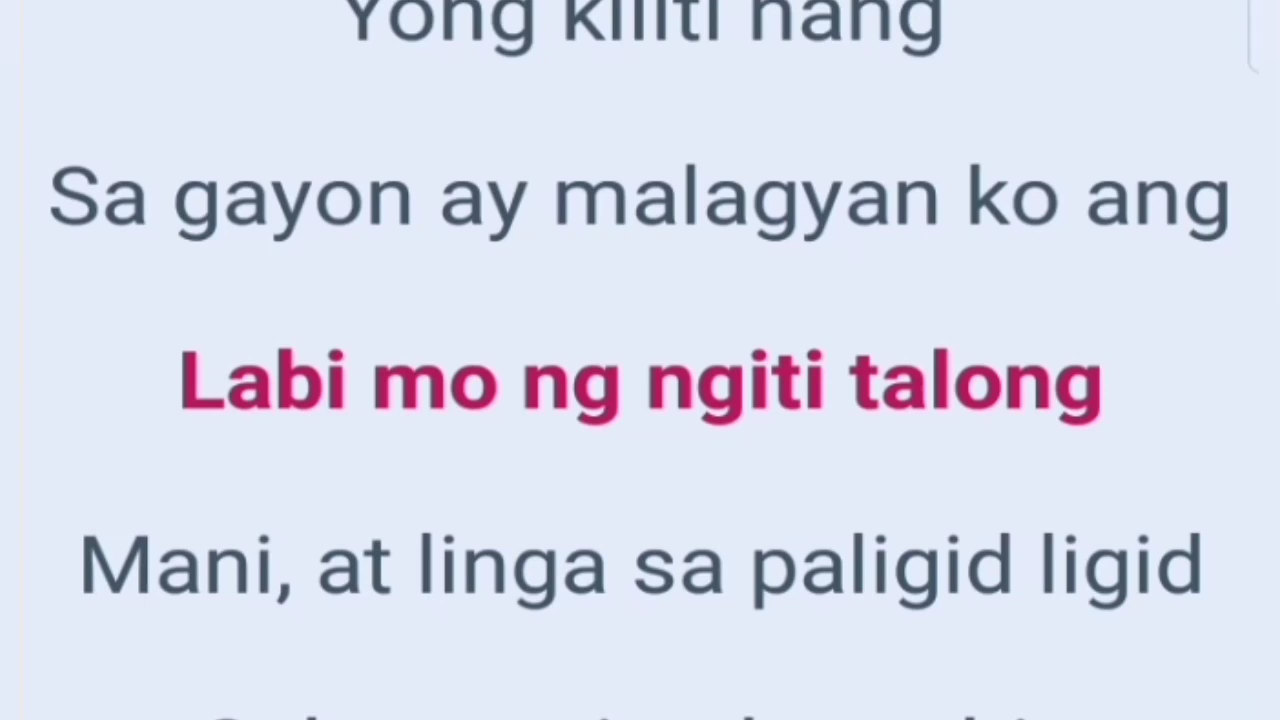 Yong kiliti nang
Sa gayon ay malagyan ko ang
Labi mo ng ngiti talong
Mani, at linga sa paligid ligid